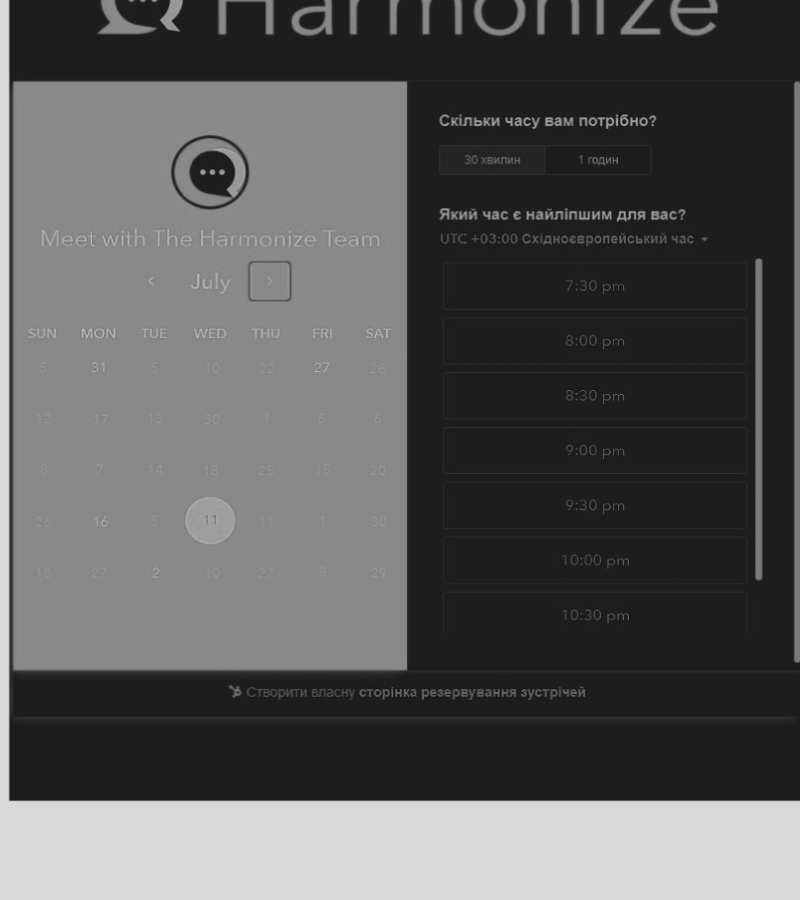 Harmonize
Meet with The Harmonize Team
July
SUN MON TUE WED THU FRI SAT
5 31 5 10 22 27 28
12 17 13 30 1 5 6
8 7 14 18 25 15 20
26 16 5 11 11 1 30
18 27 2 10 27 8 29
Скільки часу вам потрібно?
30 хвилин 1 годин
Який час є найліпшим для вас?
UTC +03:00 Східноєвропейський час
7:30 pm
8:00 pm
8:30 pm
9:00 pm
9:30 pm
10:00 pm
10:30 pm
Створити власну сторінка резервування зустрічей